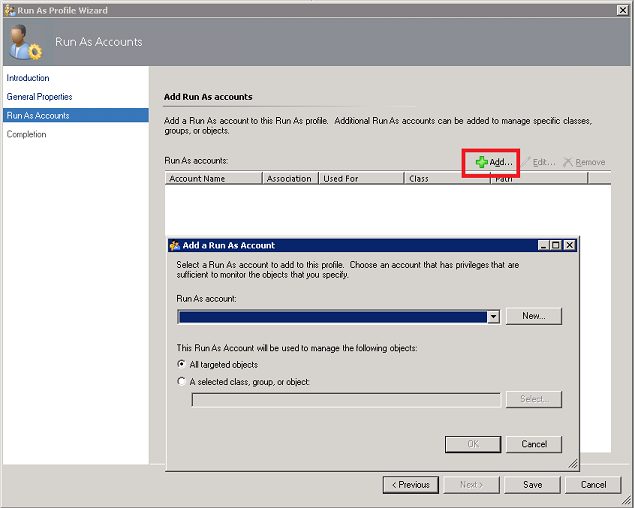 Run As Profile Wizard
Run As Accounts
Introduction
General Properties
Run As Accounts
Completion
Add Run As accounts
Add a Run As account to this Run As profile. Additional Run As accounts can be added to manage specific classes,
groups, or objects.
Run As accounts:
Add... Edit... Remove
Account Name Association Used For Class Path
Add a Run As Account
Select a Run As account to add to this profile. Choose an account that has privileges that are
sufficient to monitor the objects that you specify.
Run As account:
New...
This Run As Account will be used to manage the following objects:
All targeted objects
A selected class, group, or object:
Select...
OK Cancel
< Previous Next > Save Cancel